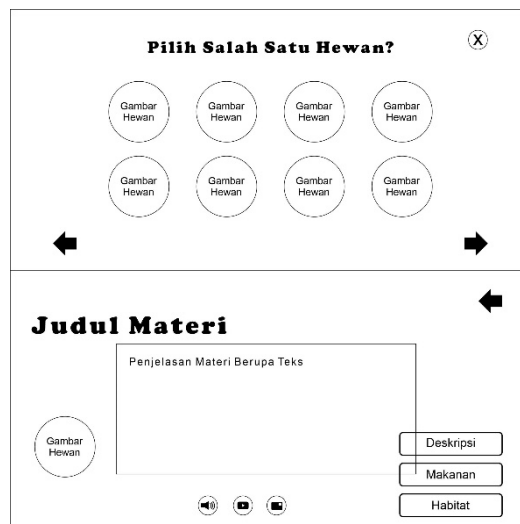 Pilih Salah Satu Hewan?
X
Gambar
Hewan
Gambar
Hewan
Gambar
Hewan
Gambar
Hewan
Gambar
Hewan
Gambar
Hewan
Gambar
Hewan
Gambar
Hewan
Judul Materi
Penjelasan Materi Berupa Teks
Gambar
Hewan
Deskripsi
Makanan
Habitat